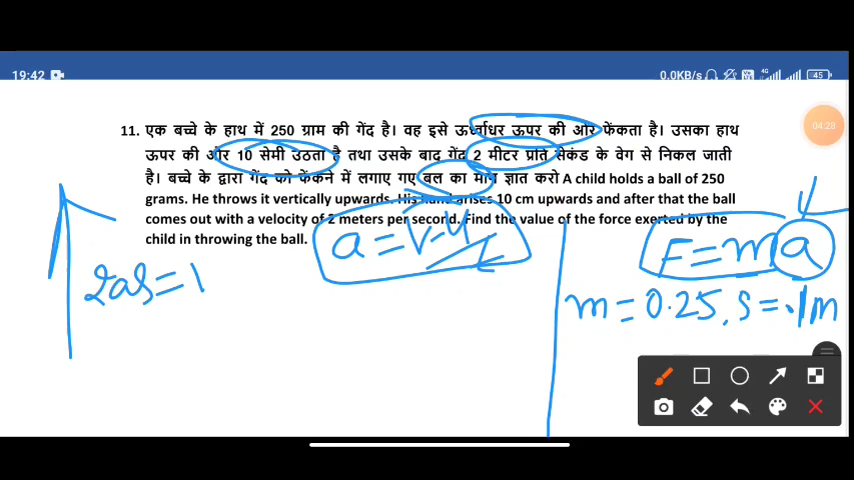 19:42
0.0KB/s 4G 45
04:28
11. एक बच्चे के हाथ में 250 ग्राम की गेंद है। वह इसे ऊर्ध्वाधर ऊपर की ओर फेंकता है। उसका हाथ
ऊपर की ओर 10 सेमी उठता है तथा उसके बाद गेंद 2 मीटर प्रति सेकंड के वेग से निकल जाती
है। बच्चे के द्वारा गेंद को फेंकने में लगाए गए बल का मान ज्ञात करो A child holds a ball of 250
grams. He throws it vertically upwards. His hand arises 10 cm upwards and after that the ball
comes out with a velocity of 2 meters per second. Find the value of the force exerted by the
child in throwing the ball.
a = v-u/t
F = ma
2as = 1
m = 0.25, s = .1m